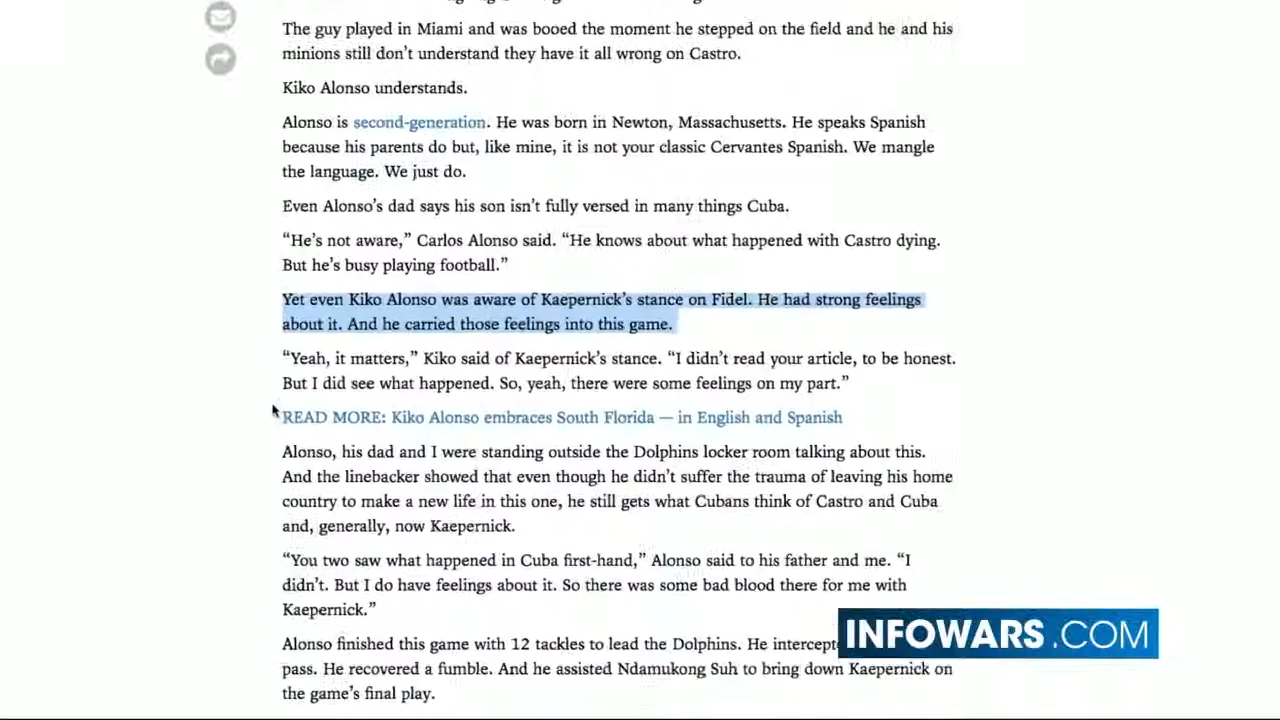 The guy played in Miami and was booed the moment he stepped on the field and he and his
minions still don't understand they have it all wrong on Castro.
Kiko Alonso understands.
Alonso is second-generation. He was born in Newton, Massachusetts. He speaks Spanish
because his parents do but, like mine, it is not your classic Cervantes Spanish. We mangle
the language. We just do.
Even Alonso's dad says his son isn't fully versed in many things Cuba.
“He's not aware,” Carlos Alonso said. “He knows about what happened with Castro dying.
But he's busy playing football.”
Yet even Kiko Alonso was aware of Kaepernick's stance on Fidel. He had strong feelings
about it. And he carried those feelings into this game.
“Yeah, it matters,” Kiko said of Kaepernick's stance. “I didn't read your article, to be honest.
But I did see what happened. So, yeah, there were some feelings on my part.”
READ MORE: Kiko Alonso embraces South Florida — in English and Spanish
Alonso, his dad and I were standing outside the Dolphins locker room talking about this.
And the linebacker showed that even though he didn't suffer the trauma of leaving his home
country to make a new life in this one, he still gets what Cubans think of Castro and Cuba
and, generally, now Kaepernick.
“You two saw what happened in Cuba first-hand,” Alonso said to his father and me. “I
didn't. But I do have feelings about it. So there was some bad blood there for me with
Kaepernick.”
Alonso finished this game with 12 tackles to lead the Dolphins. He
pass. He recovered a fumble. And he assisted Ndamukong Suh to bring down Kaepernick on
the game's final play.
INFOWARS.COM